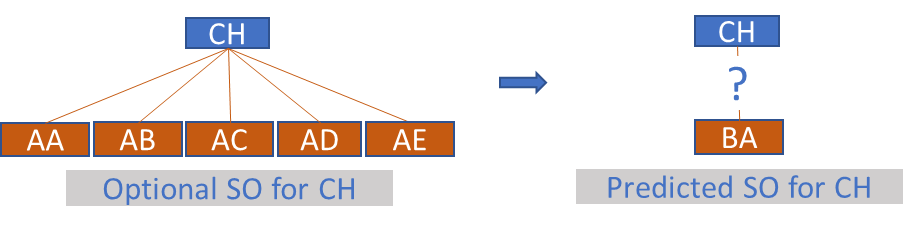 CH
AA AB AC AD AE
Optional SO for CH
CH
?
BA
Predicted SO for CH